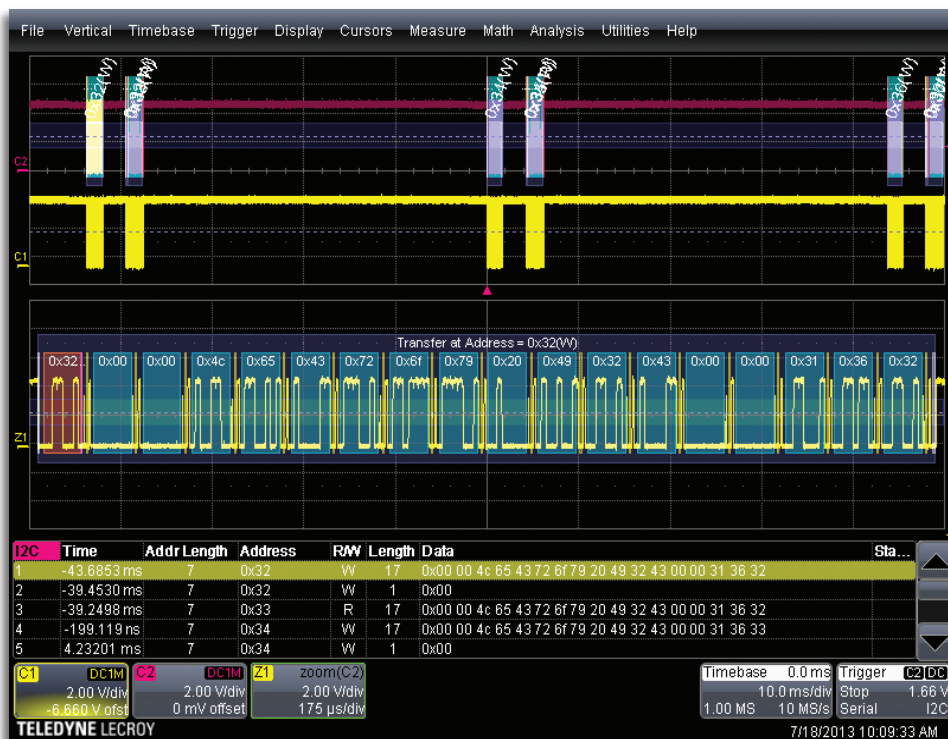 File Vertical Timebase Trigger Display Cursors Measure Math Analysis Utilities Help
0x32(W) 0x34(W) 0x36(W)
C2
C1
Transfer at Address = 0x32(W)
0x32 0x00 0x00 0x4c 0x65 0x43 0x72 0x6f 0x79 0x20 0x49 0x32 0x43 0x00 0x00 0x31 0x36 0x32
Z1
I2C Time Addr Length Address R/W Length Data Sta...
1 -43.6853 ms 7 0x32 W 17 0x00 00 4c 65 43 72 6f 79 20 49 32 43 00 00 31 36 32
2 -39.4530 ms 7 0x32 W 1 0x00
3 -39.2498 ms 7 0x33 R 17 0x00 00 4c 65 43 72 6f 79 20 49 32 43 00 00 31 36 32
4 -199.119 ns 7 0x34 W 17 0x00 00 4c 65 43 72 6f 79 20 49 32 43 00 00 31 36 33
5 4.23201 ms 7 0x34 W 1 0x00
C1 DC1M C2 DC1M Z1 zoom(C2) Timebase 0.0 ms Trigger C2 DC
2.00 V/div 2.00 V/div 2.00 V/div 10.0 ms/div Stop 1.66 V
-6.660 V ofst 0 mV offset 175 µs/div 1.00 MS 10 MS/s Serial I2C
TELEDYNE LECROY 7/18/2013 10:09:33 AM